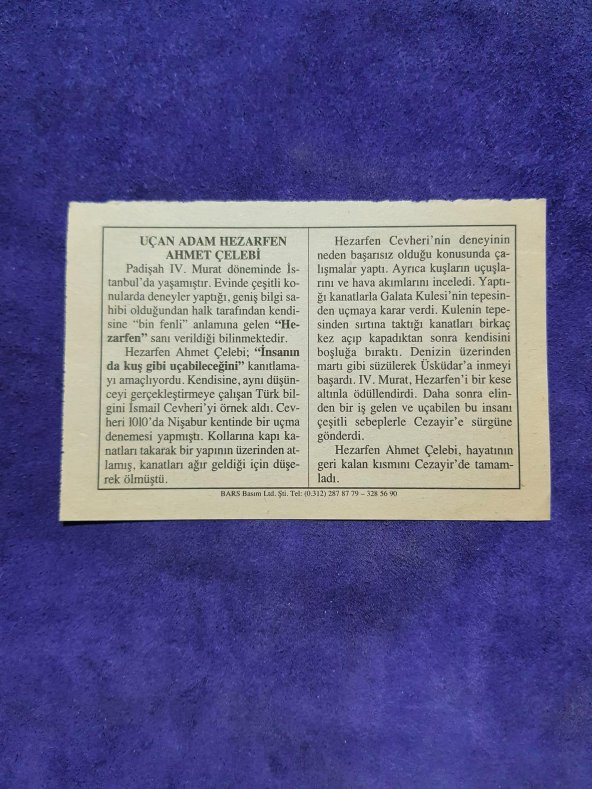 UÇAN ADAM HEZARFEN
AHMET ÇELEBİ
Padişah IV. Murat döneminde İs-
tanbul'da yaşamıştır. Evinde çeşitli ko-
nularda deneyler yaptığı, geniş bilgi sa-
hibi olduğundan halk tarafından kendi-
sine "bin fenli" anlamına gelen "He-
zarfen" sanı verildiği bilinmektedir.
Hezarfen Ahmet Çelebi; "İnsanın
da kuş gibi uçabileceğini" kanıtlama-
yı amaçlıyordu. Kendisine, aynı düşün-
ceyi gerçekleştirmeye çalışan Türk bil-
gini İsmail Cevheri'yi örnek aldı. Cev-
heri 1010'da Nişabur kentinde bir uçma
denemesi yapmıştı. Kollarına kapı ka-
natları takarak bir yapının üzerinden at-
lamış, kanatları ağır geldiği için düşe-
rek ölmüştü.
Hezarfen Cevheri'nin deneyinin
neden başarısız olduğu konusunda ça-
lışmalar yaptı. Ayrıca kuşların uçuşla-
rını ve hava akımlarını inceledi. Yaptı-
ğı kanatlarla Galata Kulesi'nin tepesin-
den uçmaya karar verdi. Kulenin tepe-
sinden sırtına taktığı kanatları birkaç
kez açıp kapadıktan sonra kendisini
boşluğa bıraktı. Denizin üzerinden
martı gibi süzülerek Üsküdar'a inmeyi
başardı. IV. Murat, Hezarfen'i bir kese
altınla ödüllendirdi. Daha sonra elin-
den bir iş gelen ve uçabilen bu insanı
çeşitli sebeplerle Cezayir'e sürgüne
gönderdi.
Hezarfen Ahmet Çelebi, hayatının
geri kalan kısmını Cezayir'de tamam-
ladı.
BARS Basım Ltd. Şti. Tel: (0.312) 287 87 79 – 328 56 90